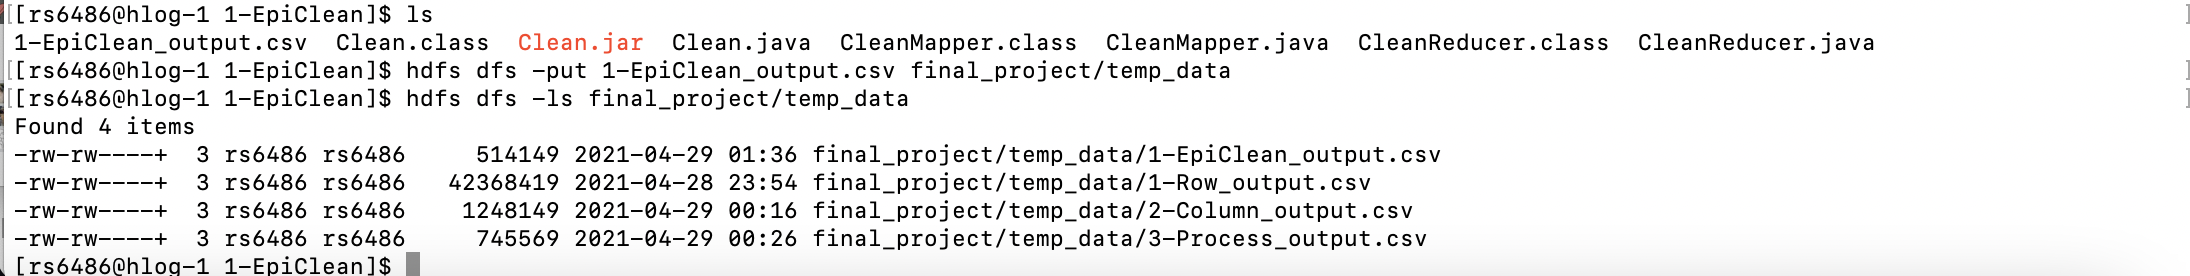 [[rs6486@hlog-1 1-EpiClean]$ ls ]
1-EpiClean_output.csv  Clean.class  Clean.jar  Clean.java  CleanMapper.class  CleanMapper.java  CleanReducer.class  CleanReducer.java
[[rs6486@hlog-1 1-EpiClean]$ hdfs dfs -put 1-EpiClean_output.csv final_project/temp_data ]
[[rs6486@hlog-1 1-EpiClean]$ hdfs dfs -ls final_project/temp_data ]
Found 4 items
-rw-rw----+  3 rs6486 rs6486     514149 2021-04-29 01:36 final_project/temp_data/1-EpiClean_output.csv
-rw-rw----+  3 rs6486 rs6486   42368419 2021-04-28 23:54 final_project/temp_data/1-Row_output.csv
-rw-rw----+  3 rs6486 rs6486    1248149 2021-04-29 00:16 final_project/temp_data/2-Column_output.csv
-rw-rw----+  3 rs6486 rs6486     745569 2021-04-29 00:26 final_project/temp_data/3-Process_output.csv
[rs6486@hlog-1 1-EpiClean]$